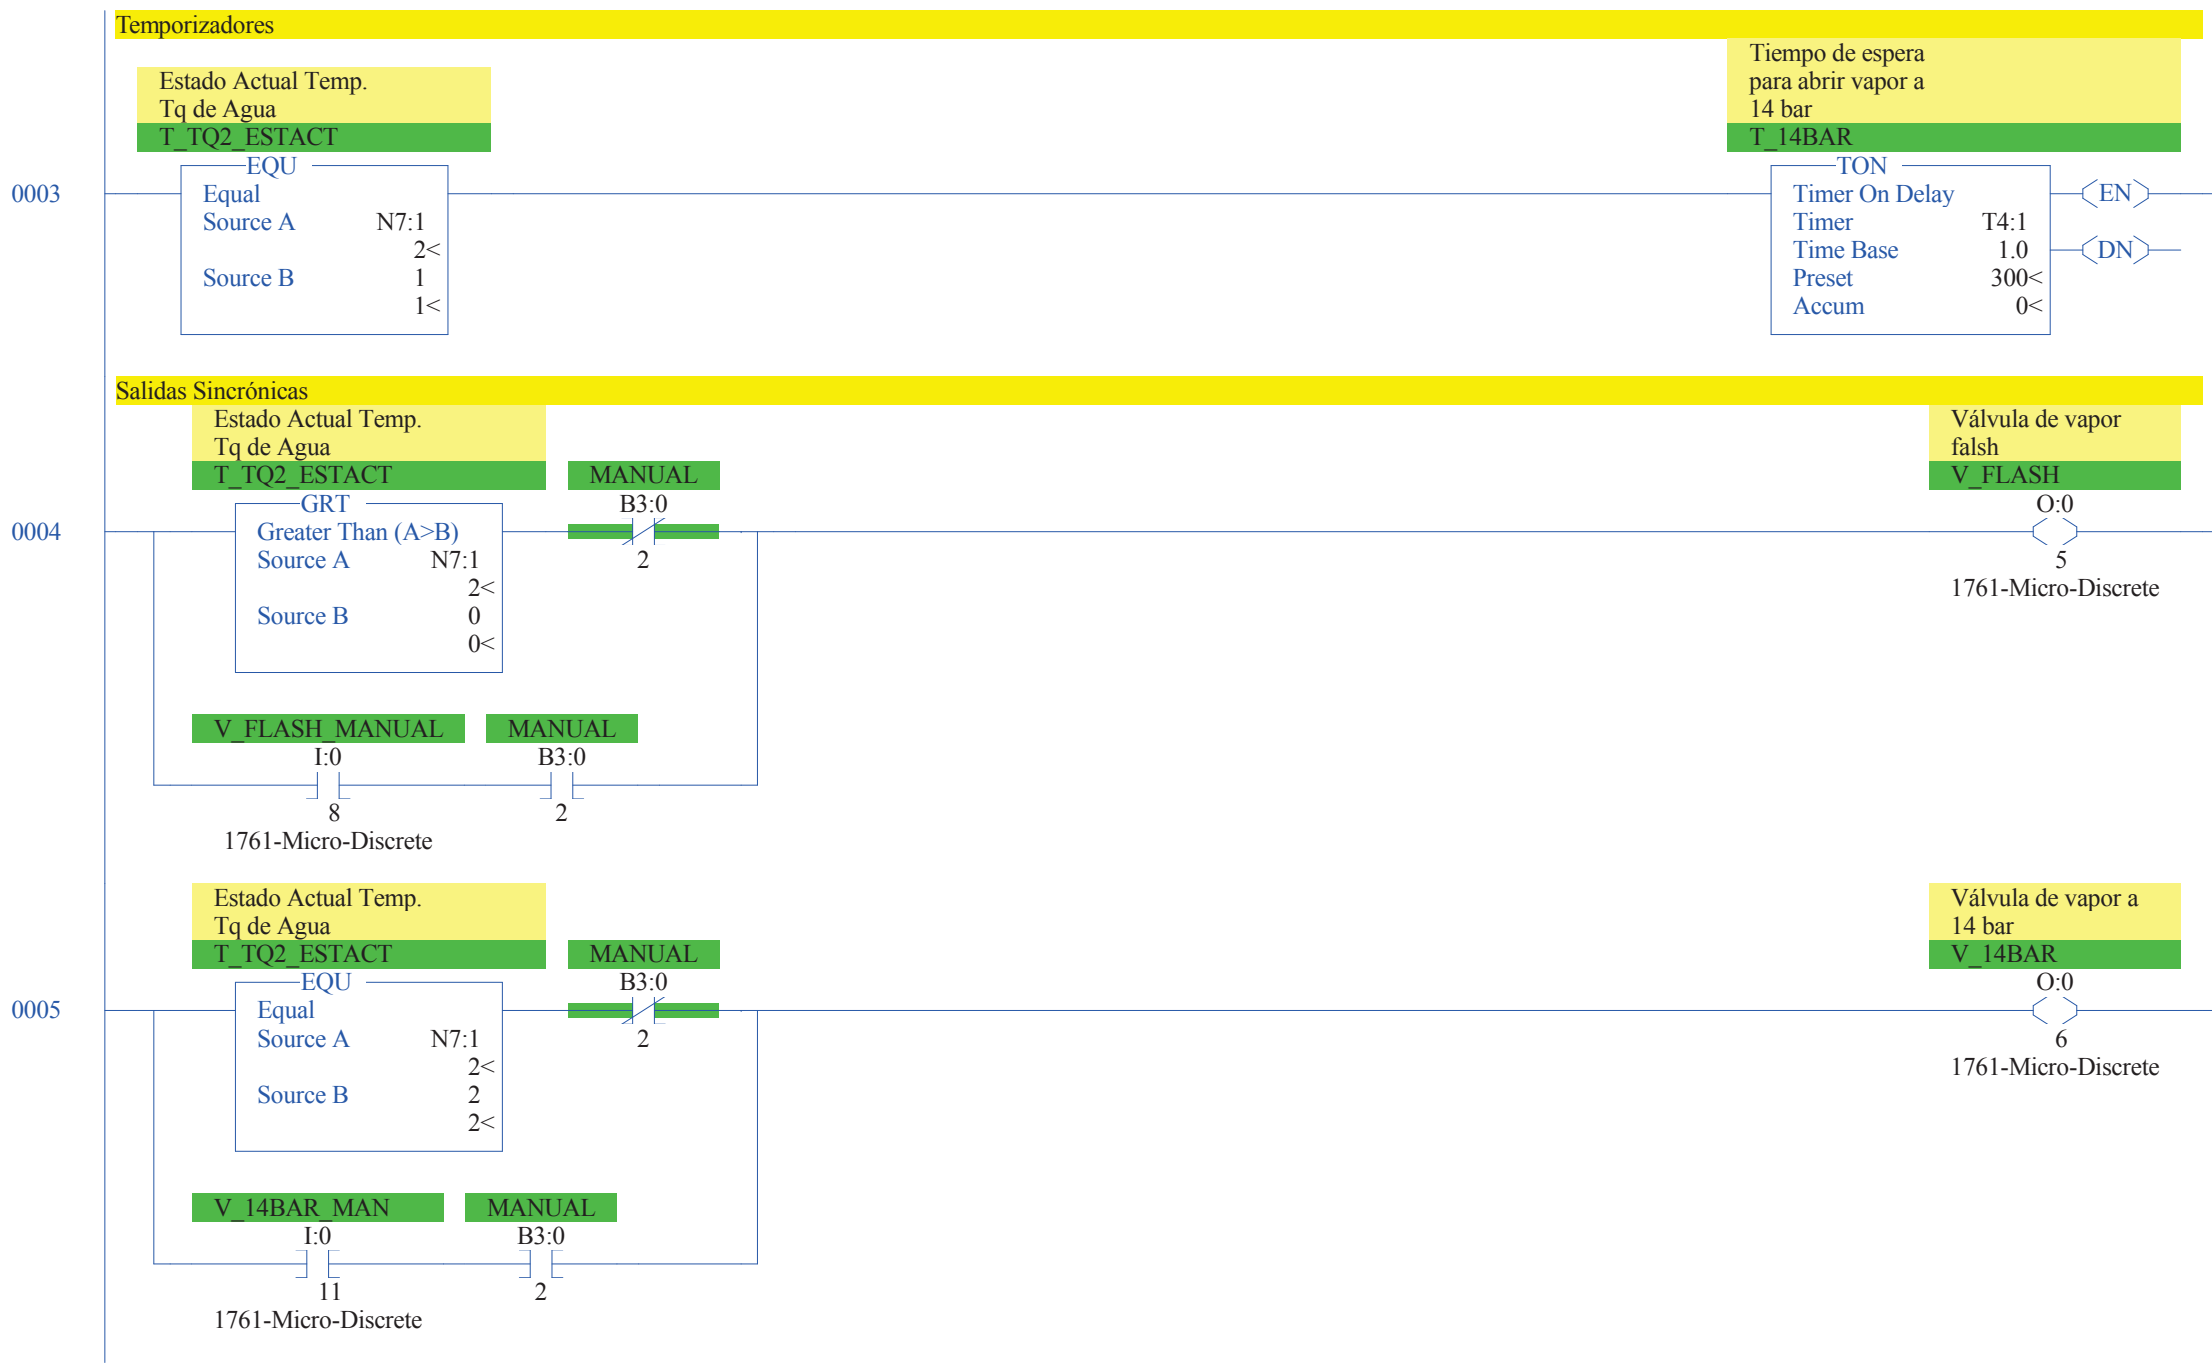 Temporizadores
Estado Actual Temp.
Tq de Agua
T_TQ2_ESTACT
Tiempo de espera
para abrir vapor a
14 bar
T_14BAR
0003
EQU
Equal
Source A N7:1
2<
Source B 1
1<
TON
Timer On Delay
Timer T4:1
Time Base 1.0
Preset 300<
Accum 0<
EN
DN
Salidas Sincrónicas
Estado Actual Temp.
Tq de Agua
T_TQ2_ESTACT
MANUAL
B3:0
2
Válvula de vapor
falsh
V_FLASH
O:0
5
1761-Micro-Discrete
0004
GRT
Greater Than (A>B)
Source A N7:1
2<
Source B 0
0<
V_FLASH_MANUAL
I:0
8
1761-Micro-Discrete
MANUAL
B3:0
2
Estado Actual Temp.
Tq de Agua
T_TQ2_ESTACT
MANUAL
B3:0
2
Válvula de vapor a
14 bar
V_14BAR
O:0
6
1761-Micro-Discrete
0005
EQU
Equal
Source A N7:1
2<
Source B 2
2<
V_14BAR_MAN
I:0
11
1761-Micro-Discrete
MANUAL
B3:0
2